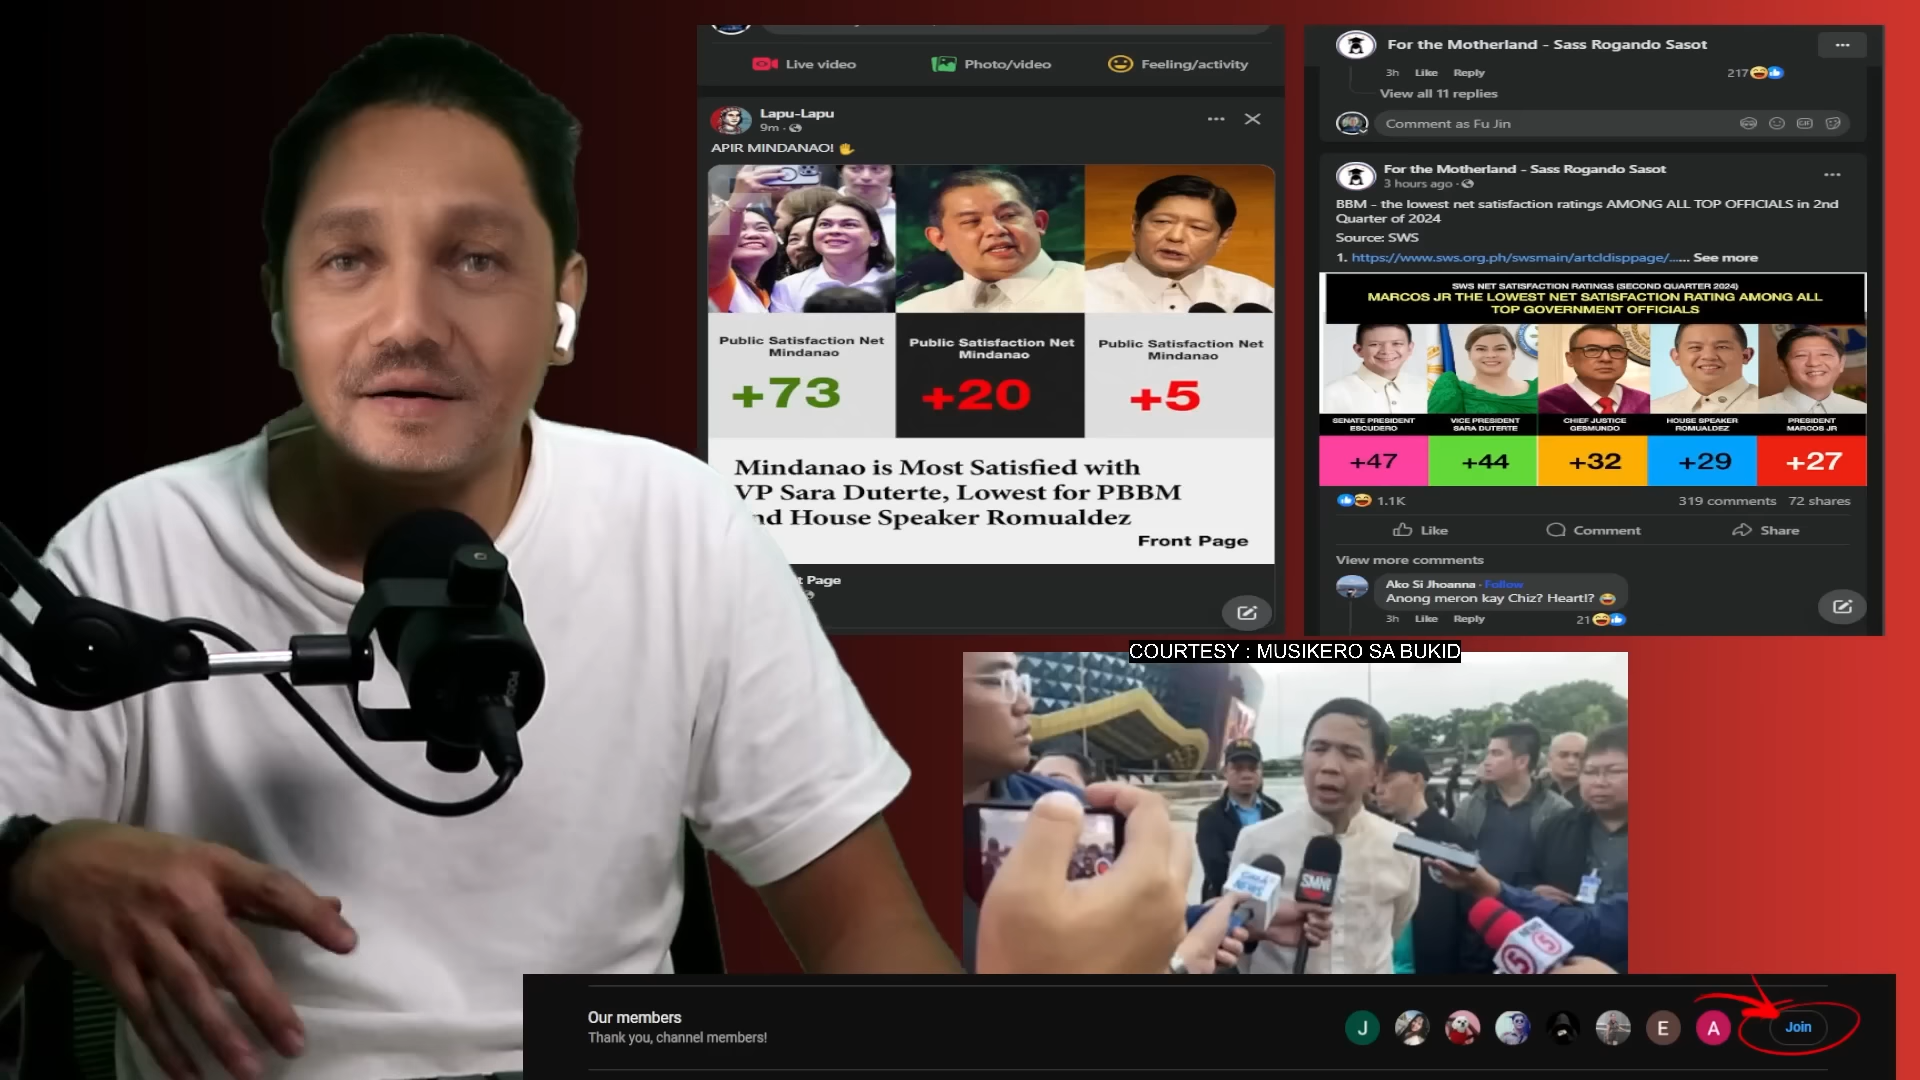 Live video
Photo/video
Feeling/activity
Lapu-Lapu
9m
APIR MINDANAO!
Public Satisfaction Net
Mindanao
+73
Public Satisfaction Net
Mindanao
+20
Public Satisfaction Net
Mindanao
+5
Mindanao is Most Satisfied with
VP Sara Duterte, Lowest for PBBM
nd House Speaker Romualdez
Front Page
t Page
For the Motherland - Sass Rogando Sasot
3h Like Reply
217
View all 11 replies
Comment as Fu Jin
GIF
For the Motherland - Sass Rogando Sasot
3 hours ago
BBM - the lowest net satisfaction ratings AMONG ALL TOP OFFICIALS in 2nd
Quarter of 2024
Source: SWS
1. https://www.sws.org.ph/swsmain/artcldisppage/...... See more
SWS NET SATISFACTION RATINGS (SECOND QUARTER 2024)
MARCOS JR THE LOWEST NET SATISFACTION RATING AMONG ALL
TOP GOVERNMENT OFFICIALS
SENATE PRESIDENT
ESCUDERO
VICE PRESIDENT
SARA DUTERTE
CHIEF JUSTICE
GESMUNDO
HOUSE SPEAKER
ROMUALDEZ
PRESIDENT
MARCOS JR
+47
+44
+32
+29
+27
1.1K
319 comments 72 shares
Like
Comment
Share
View more comments
Ako Si Jhoanna · Follow
Anong meron kay Chiz? Heart!?
3h Like Reply
21
COURTESY : MUSIKERO SA BUKID
SMNI
NEWS
5
Our members
Thank you, channel members!
J
E
A
Join